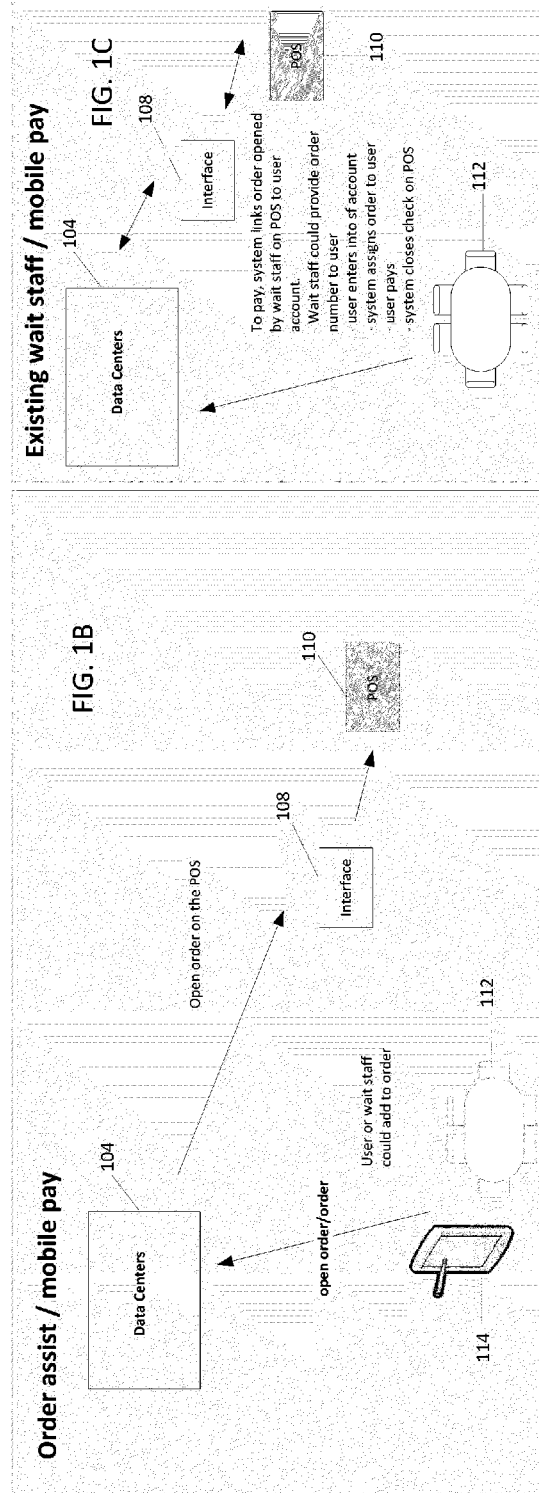 Order assist / mobile pay
FIG. 1B
104
Data Centers
Open order on the POS
108
Interface
110
POS
open order/order
User or wait staff
could add to order
112
114
Existing wait staff / mobile pay
FIG. 1C
104
Data Centers
108
Interface
110
POS
To pay, system links order opened
by wait staff on POS to user
account.
Wait staff could provide order
number to user
user enters into sf account
- system assigns order to user
user pays
- system closes check on POS
112